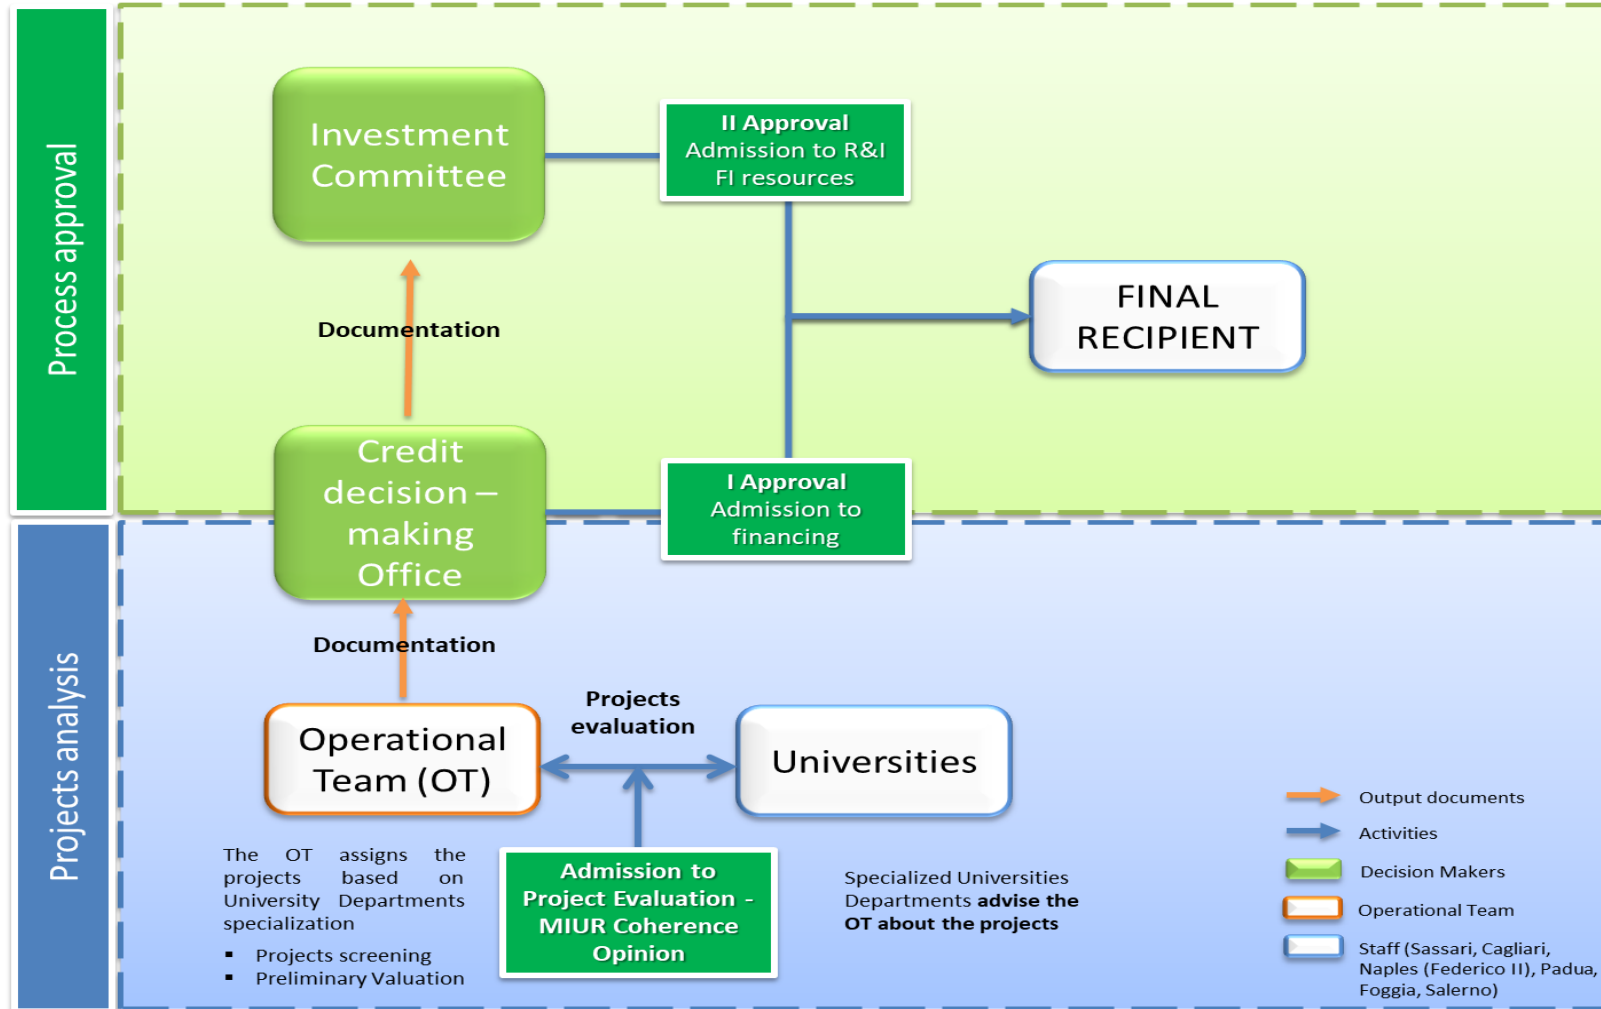 Process approval
Investment
Committee
II Approval
Admission to R&I
FI resources
Documentation
FINAL
RECIPIENT
Credit
decision –
making
Office
I Approval
Admission to
financing
Projects analysis
Documentation
Projects
evaluation
Operational
Team (OT)
Universities
The OT assigns the
projects based on
University Departments
specialization
▪ Projects screening
▪ Preliminary Valuation
Admission to
Project Evaluation -
MIUR Coherence
Opinion
Specialized Universities
Departments advise the
OT about the projects
Output documents
Activities
Decision Makers
Operational Team
Staff (Sassari, Cagliari,
Naples (Federico II), Padua,
Foggia, Salerno)